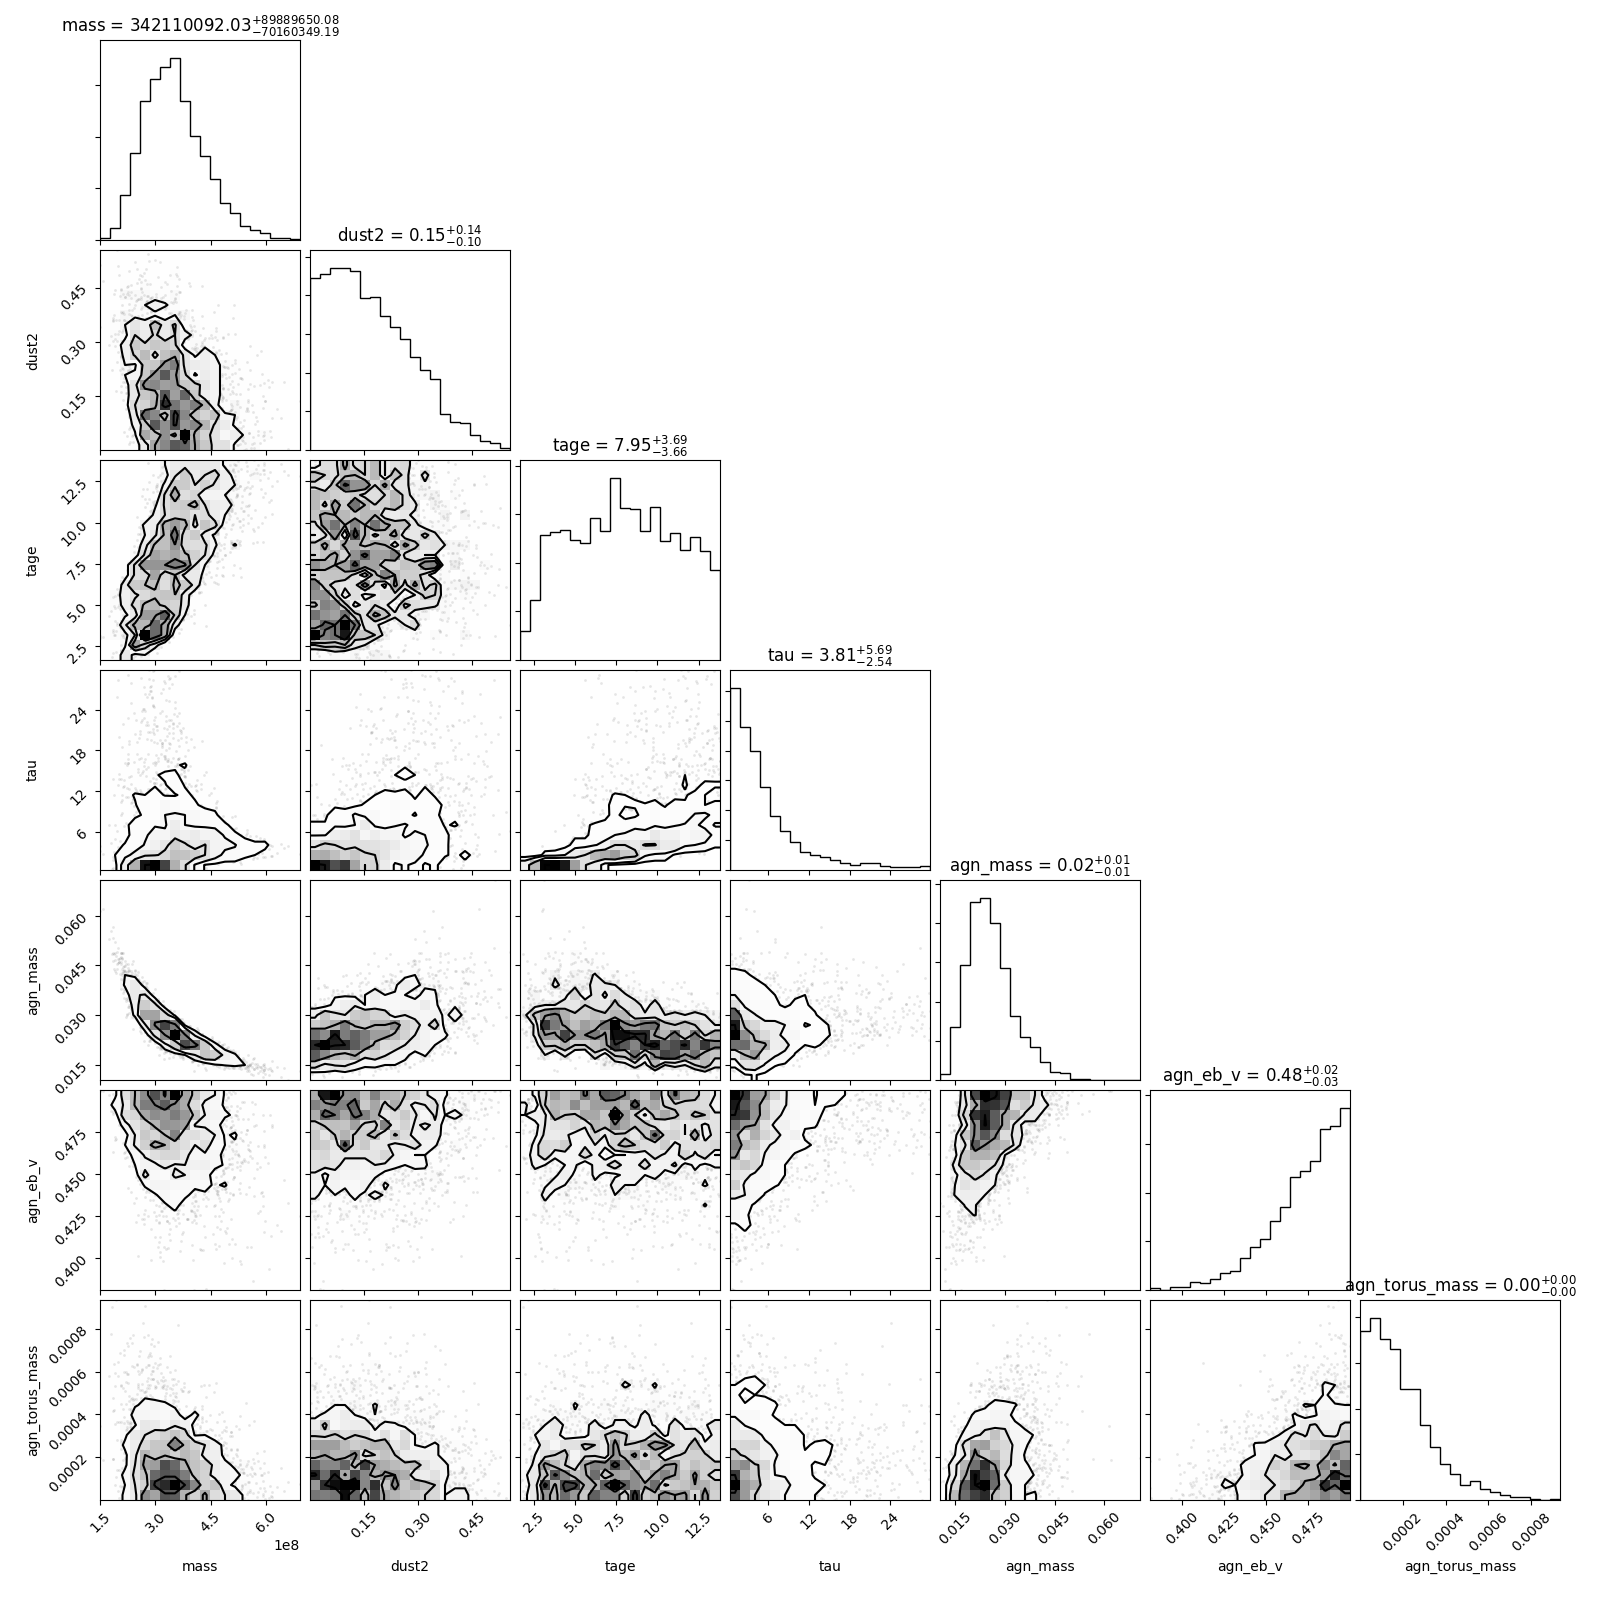 mass = 342110092.03+89889650.08−70160349.19
dust2 = 0.15+0.14−0.10
0.45
0.30
0.15
dust2
tage = 7.95+3.69−3.66
12.5
10.0
7.5
5.0
2.5
tage
tau = 3.81+5.69−2.54
24
18
12
6
tau
agn_mass = 0.02+0.01−0.01
0.060
0.045
0.030
0.015
agn_mass
agn_eb_v = 0.48+0.02−0.03
0.475
0.450
0.425
0.400
agn_eb_v
agn_torus_mass = 0.00+0.00−0.00
0.0008
0.0006
0.0004
0.0002
agn_torus_mass
1.5 3.0 4.5 6.0 0.15 0.30 0.45 2.5 5.0 7.5 10.0 12.5 6 12 18 24 0.015 0.030 0.045 0.060 0.400 0.425 0.450 0.475 0.0002 0.0004 0.0006 0.0008
1e8
mass dust2 tage tau agn_mass agn_eb_v agn_torus_mass